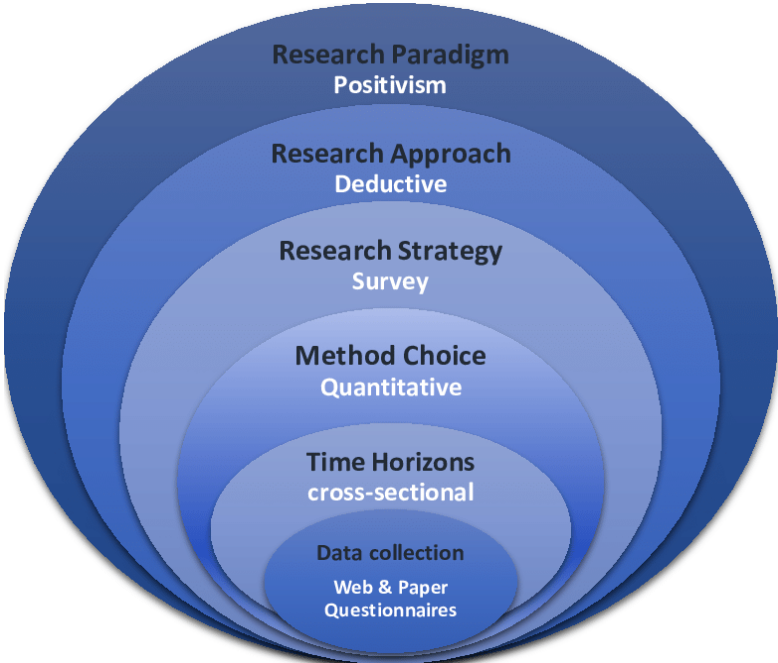 Research Paradigm
Positivism
Research Approach
Deductive
Research Strategy
Survey
Method Choice
Quantitative
Time Horizons
cross-sectional
Data collection
Web & Paper
Questionnaires